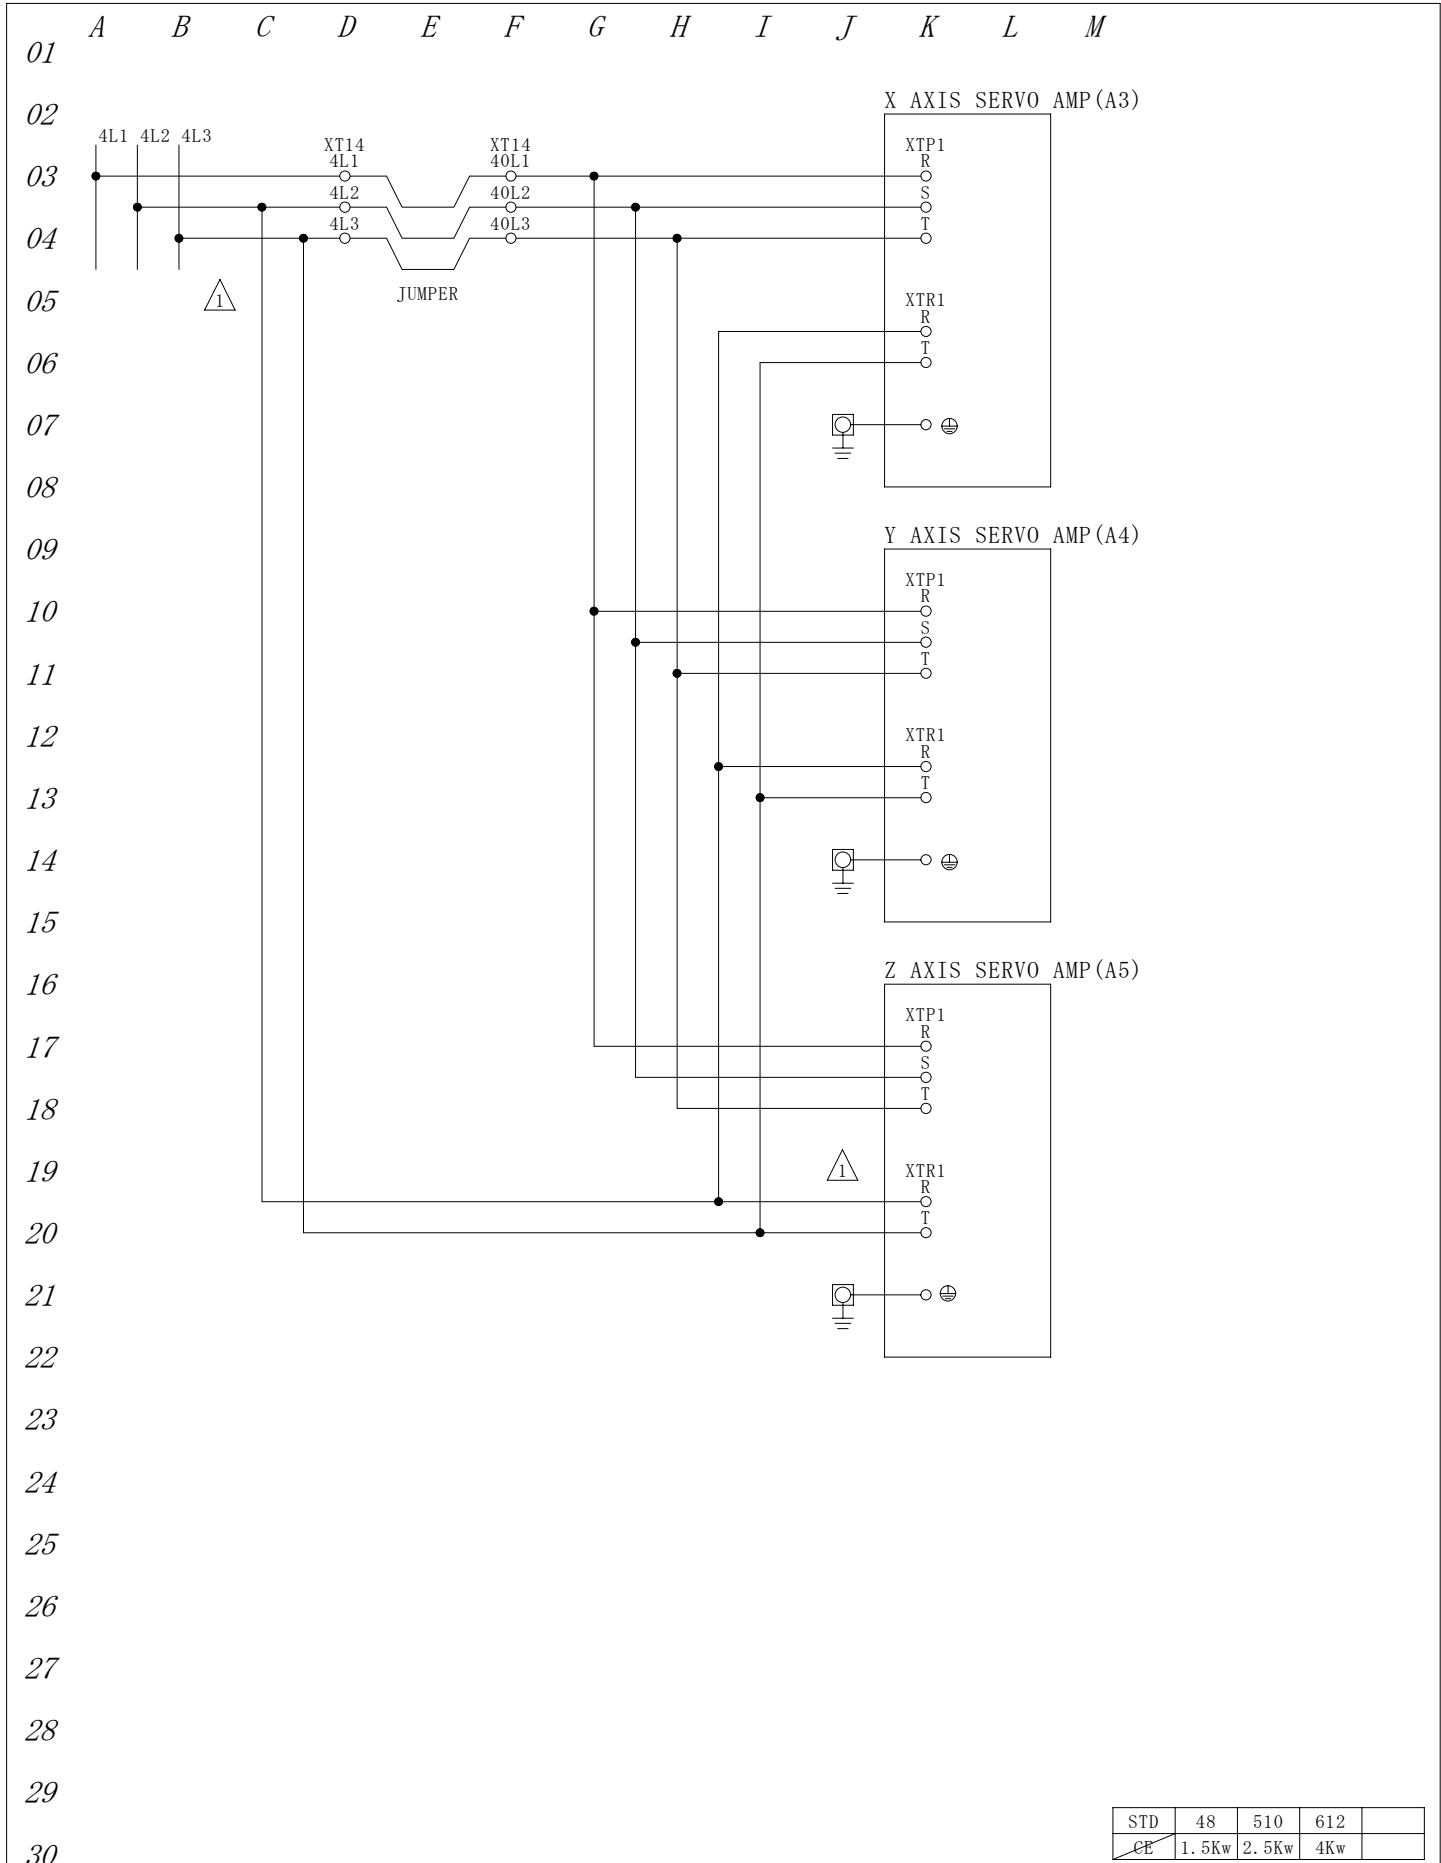 A B C D E F G H I J K L M
01
02
X AXIS SERVO AMP(A3)
4L1 4L2 4L3
XT14 XT14 XTP1
4L1 40L1 R
03
4L2 40L2 S
4L3 40L3 T
04
1
JUMPER
05
XTR1
R
T
06
07
08
Y AXIS SERVO AMP(A4)
09
XTP1
R
10
S
T
11
12
XTR1
R
T
13
14
15
Z AXIS SERVO AMP(A5)
16
XTP1
R
17
S
T
18
19
1
XTR1
R
T
20
21
22
23
24
25
26
27
28
29
STD 48 510 612
CE 1.5Kw 2.5Kw 4Kw
30